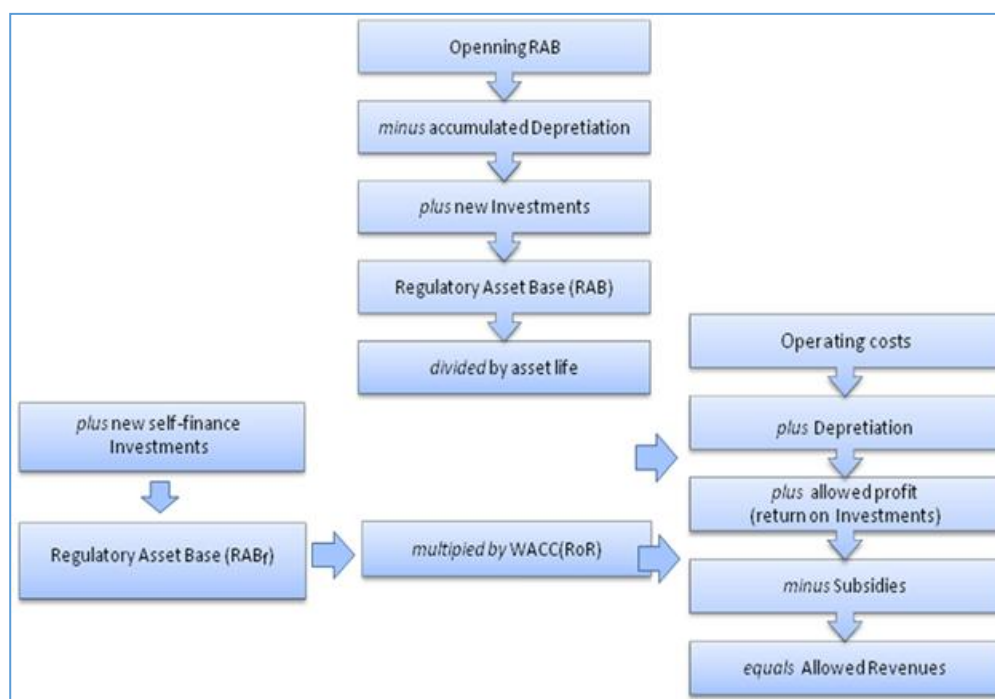 Openning RAB
minus accumulated Depretiation
plus new Investments
Regulatory Asset Base (RAB)
divided by asset life
plus new self-finance
Investments
Regulatory Asset Base (RABf)
multipied by WACC(RoR)
Operating costs
plus Depretiation
plus allowed profit
(return on Investments)
minus Subsidies
equals Allowed Revenues